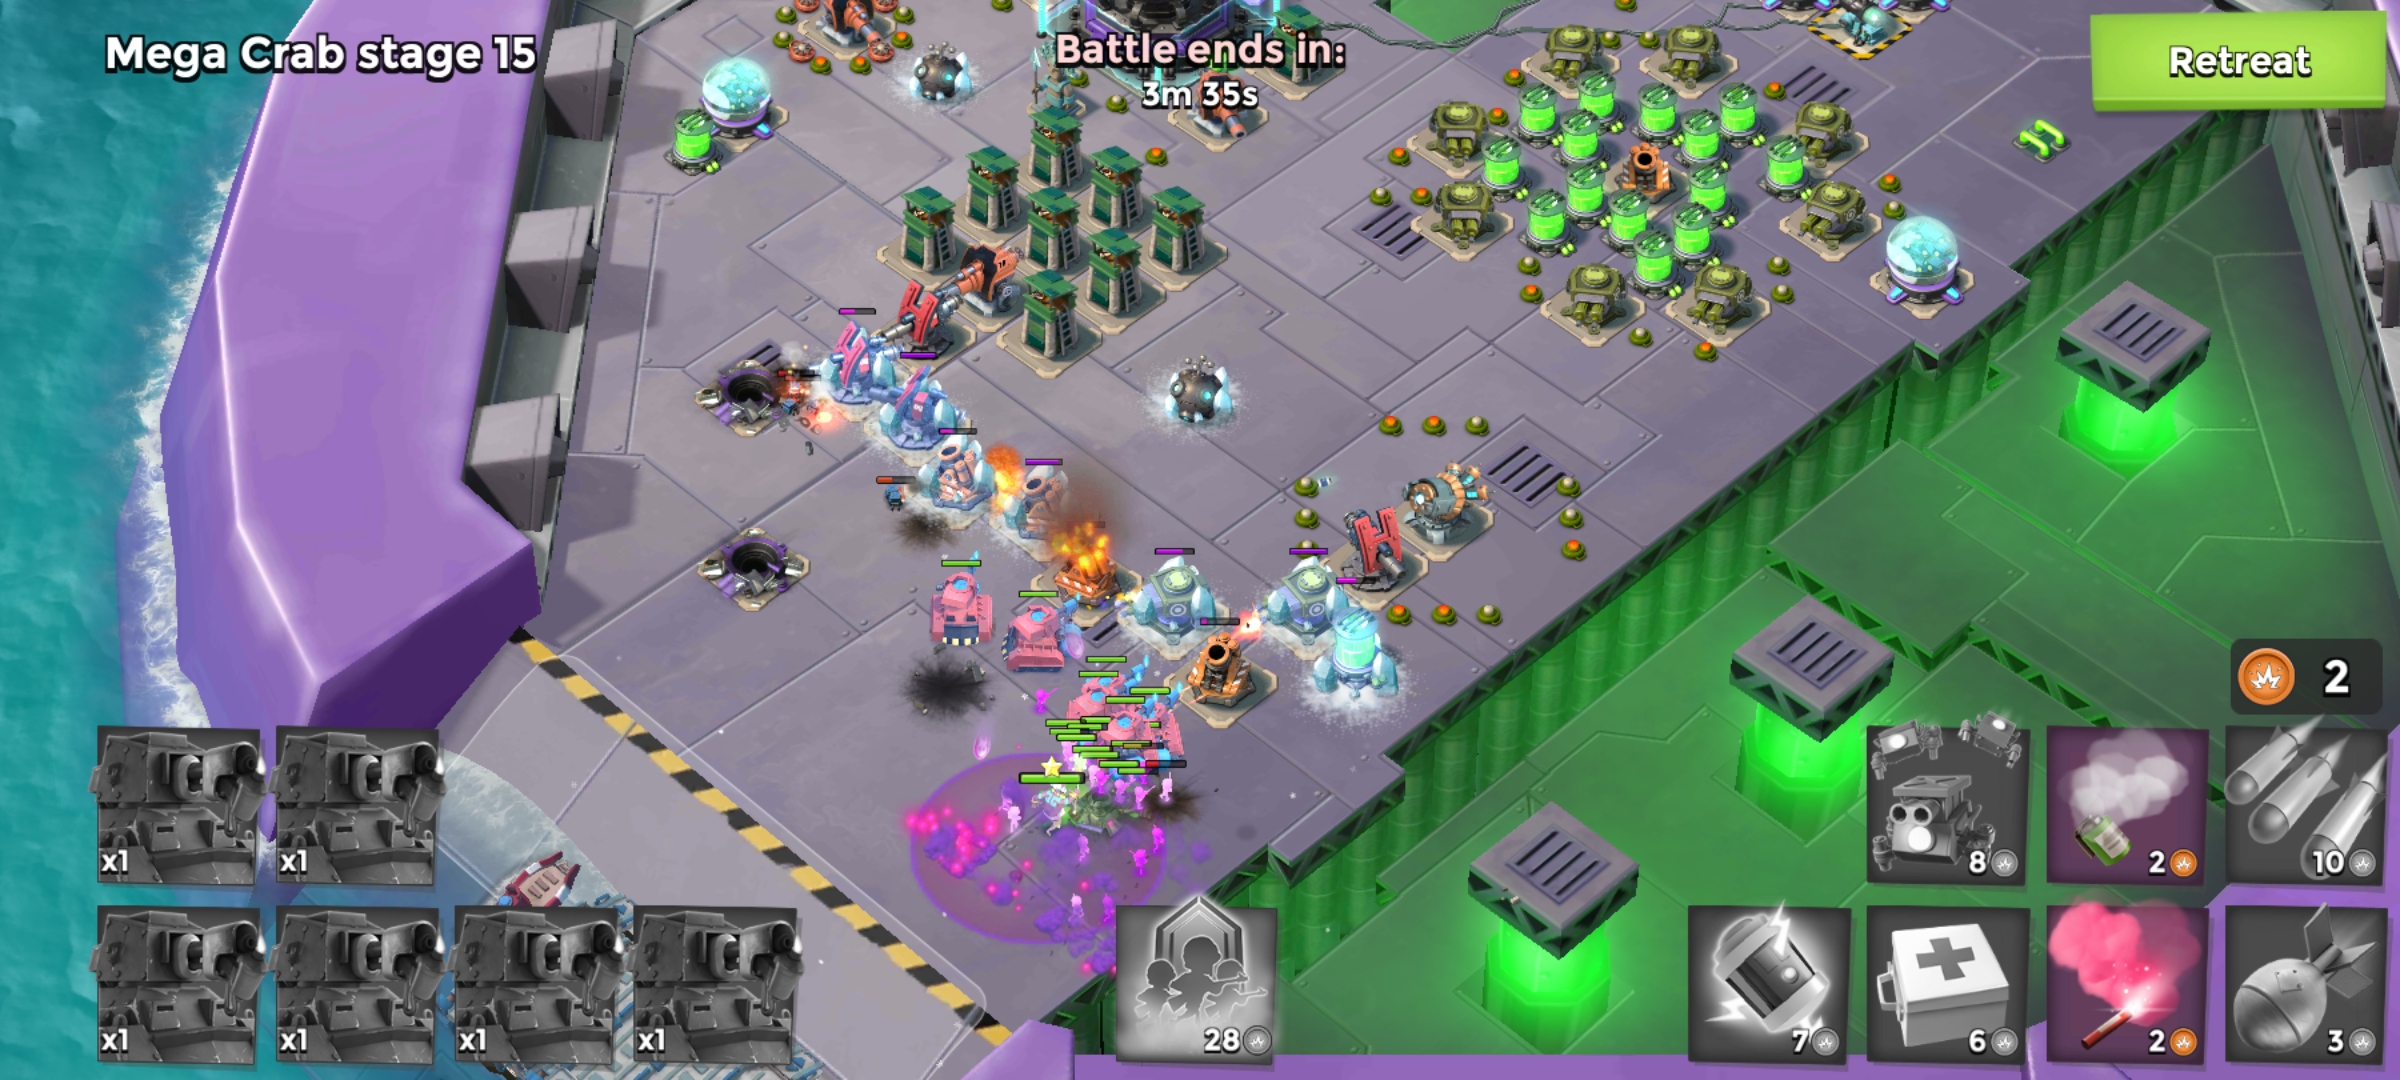 Mega Crab stage 15
Battle ends in:
3m 35s
Retreat
2
x1
x1
8
2
10
x1
x1
x1
x1
28
7
6
2
3